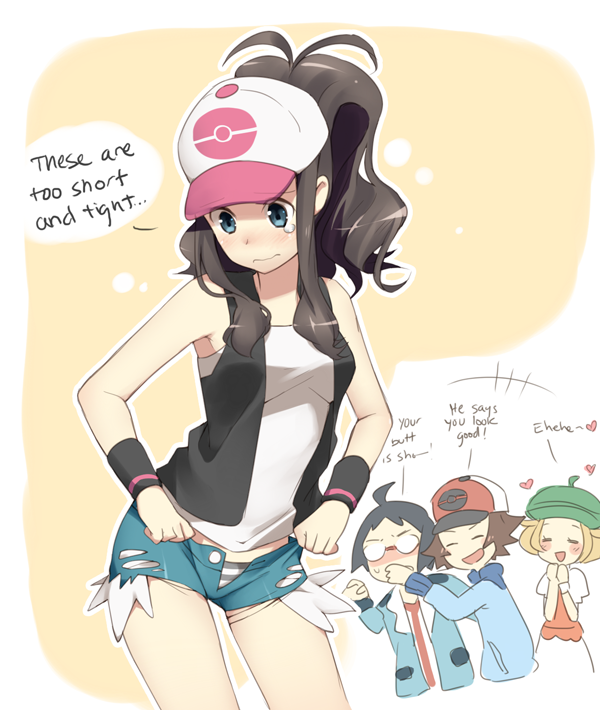 These are
too short
and tight...
Your
butt
is sho—!
He says
you look
good!
Ehehe~